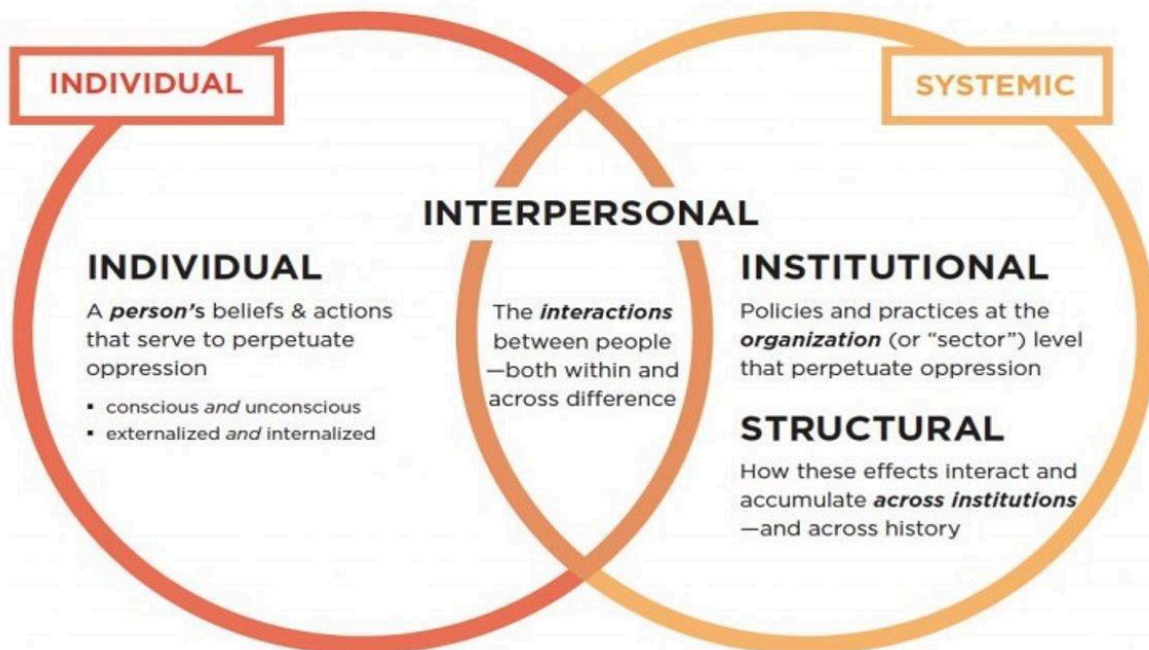 INDIVIDUAL
SYSTEMIC
INTERPERSONAL
INDIVIDUAL
A person's beliefs & actions
that serve to perpetuate
oppression
▪ conscious and unconscious
▪ externalized and internalized
The interactions
between people
—both within and
across difference
INSTITUTIONAL
Policies and practices at the
organization (or “sector”) level
that perpetuate oppression
STRUCTURAL
How these effects interact and
accumulate across institutions
—and across history